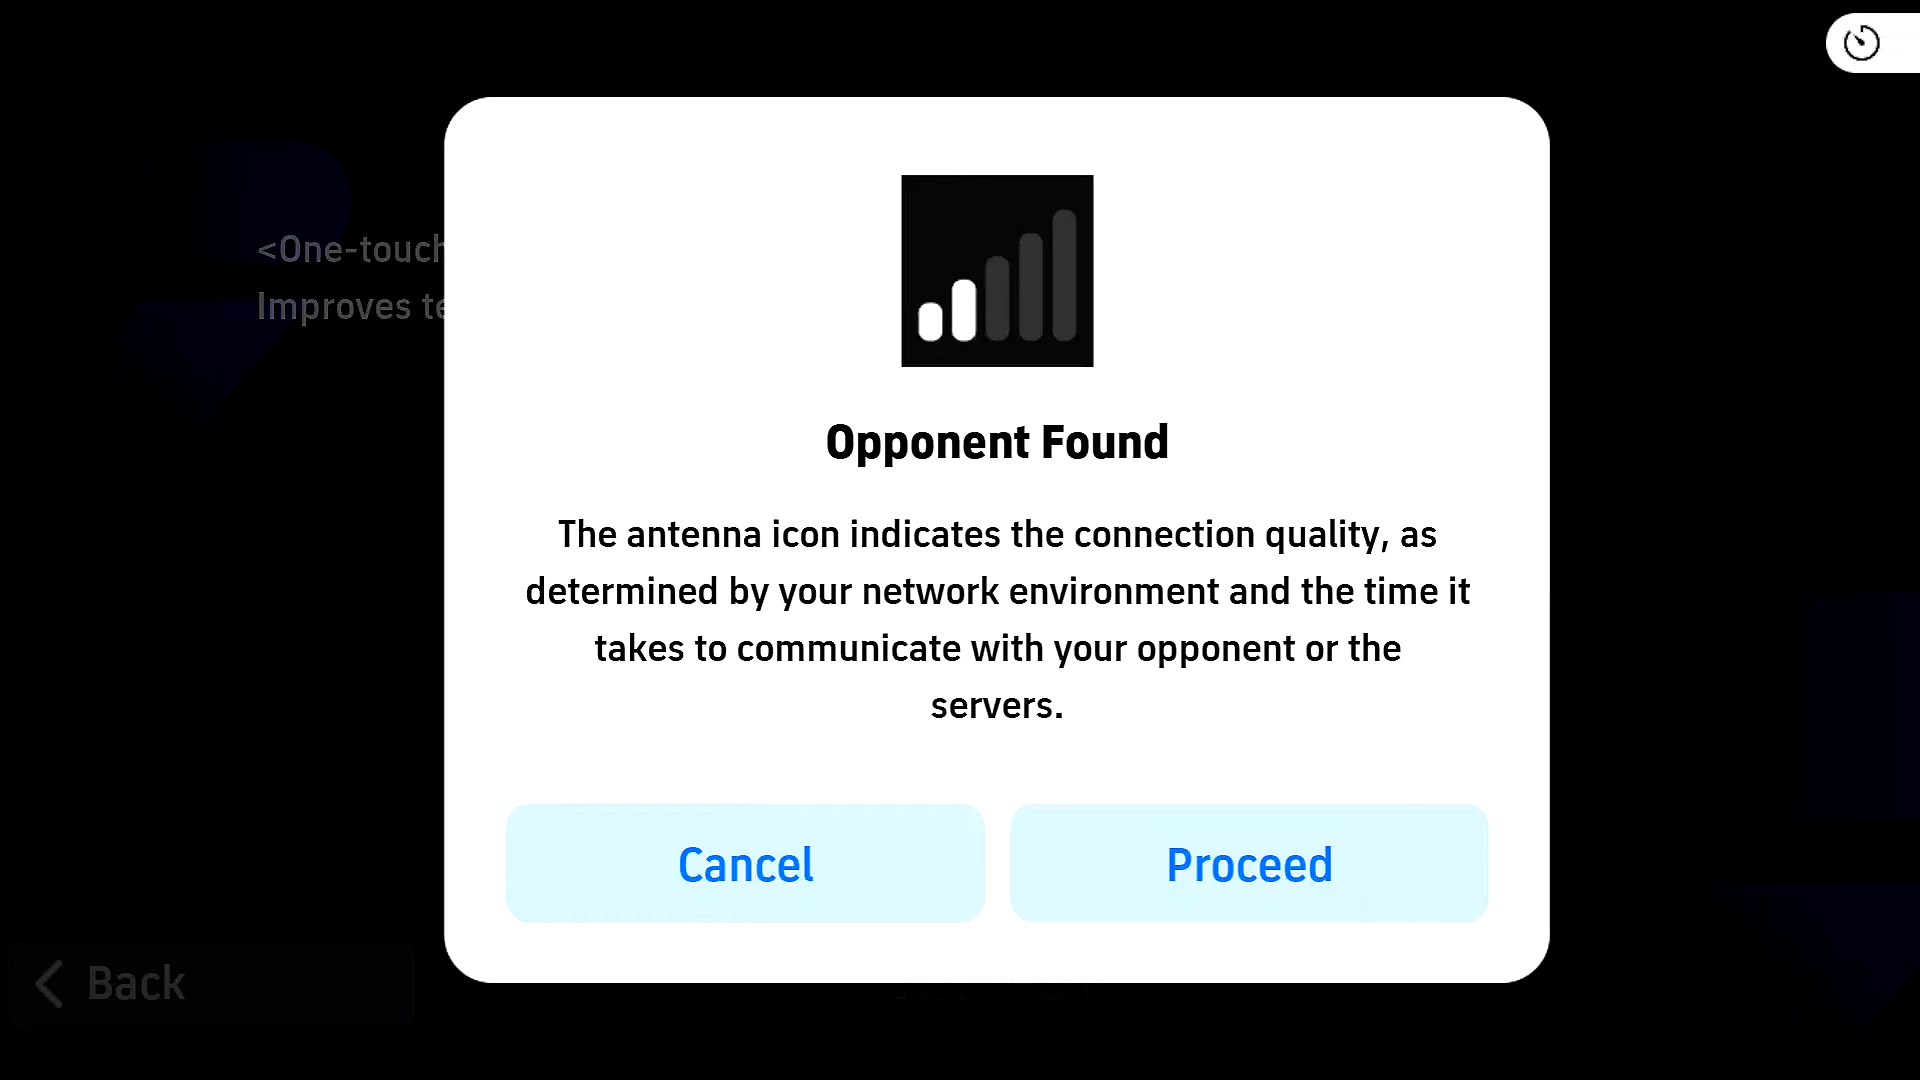 <One-touch
Improves
Opponent Found
The antenna icon indicates the connection quality, as
determined by your network environment and the time it
takes to communicate with your opponent or the
servers.
Cancel
Proceed
Back